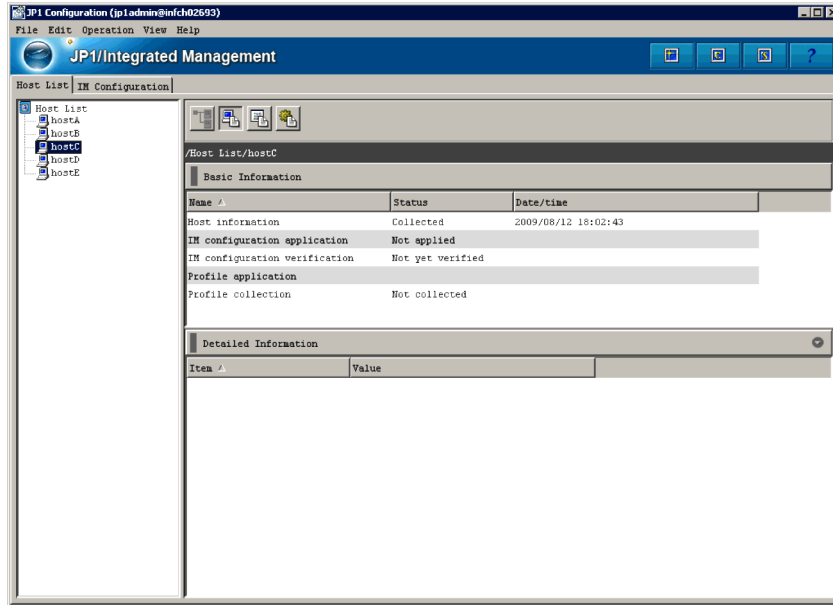 JP1 Configuration (jp1admin@infch02693)
File Edit Operation View Help
JP1/Integrated Management
?
Host List IM Configuration
Host List
hostA
hostB
hostC
hostD
hostE
/Host List/hostC
Basic Information
Name Status Date/time
Host information Collected 2009/08/12 18:02:43
IM configuration application Not applied
IM configuration verification Not yet verified
Profile application
Profile collection Not collected
Detailed Information
Item Value